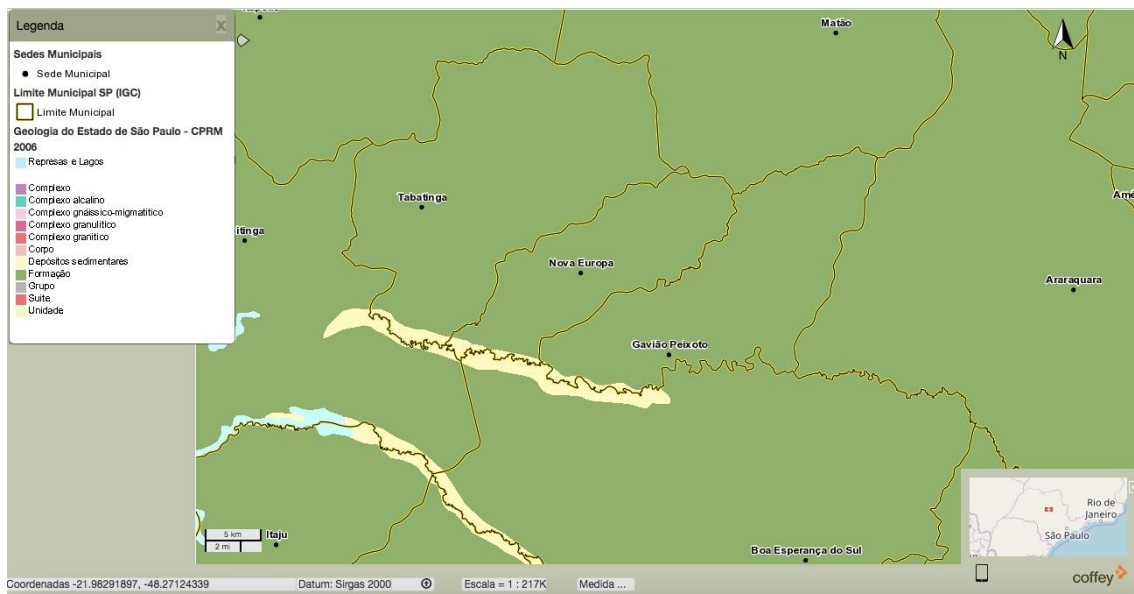 Legenda
X
Sedes Municipais
Sede Municipal
Limite Municipal SP (IGC)
Limite Municipal
Geologia do Estado de São Paulo - CPRM
2006
Represas e Lagos
Complexo
Complexo alcalino
Complexo gnáissico-migmatítico
Complexo granulítico
Complexo granítico
Corpo
Depósitos sedimentares
Formação
Grupo
Suíte
Unidade
Matão
N
Tabatinga
itinga
Nova Europa
Amé
Araraquara
Gavião Peixoto
Itaju
Boa Esperança do Sul
5 km
2 mi
Rio de
Janeiro
São Paulo
Coordenadas -21.98291897, -48.27124339
Datum: Sirgas 2000
Escala = 1 : 217K
Medida ...
coffey